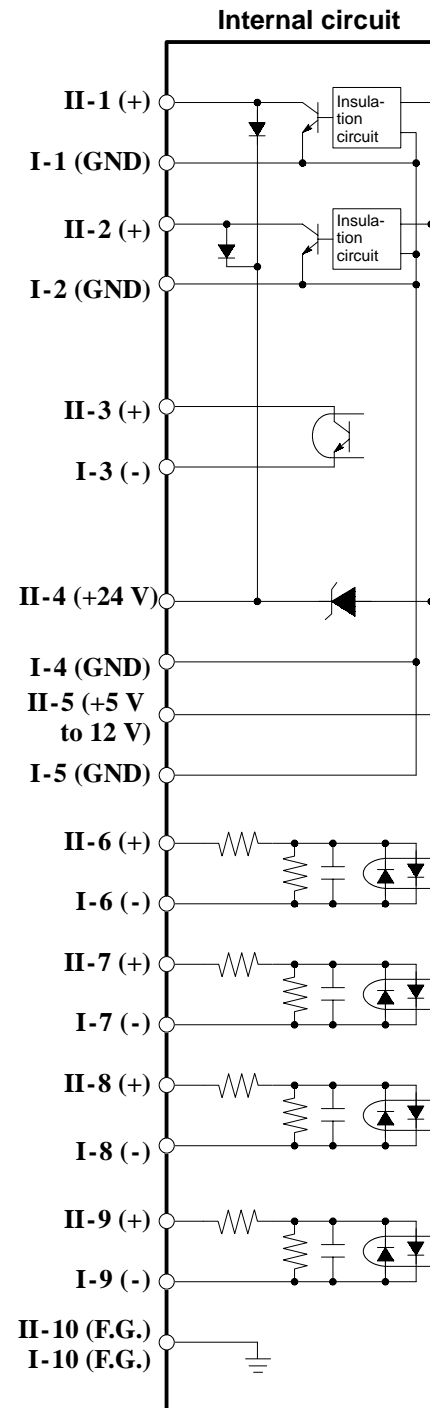 Internal circuit
II-1 (+)
Insula-
tion
circuit
I-1 (GND)
II-2 (+)
Insula-
tion
circuit
I-2 (GND)
II-3 (+)
I-3 (-)
II-4 (+24 V)
I-4 (GND)
II-5 (+5 V
to 12 V)
I-5 (GND)
II-6 (+)
I-6 (-)
II-7 (+)
I-7 (-)
II-8 (+)
I-8 (-)
II-9 (+)
I-9 (-)
II-10 (F.G.)
I-10 (F.G.)